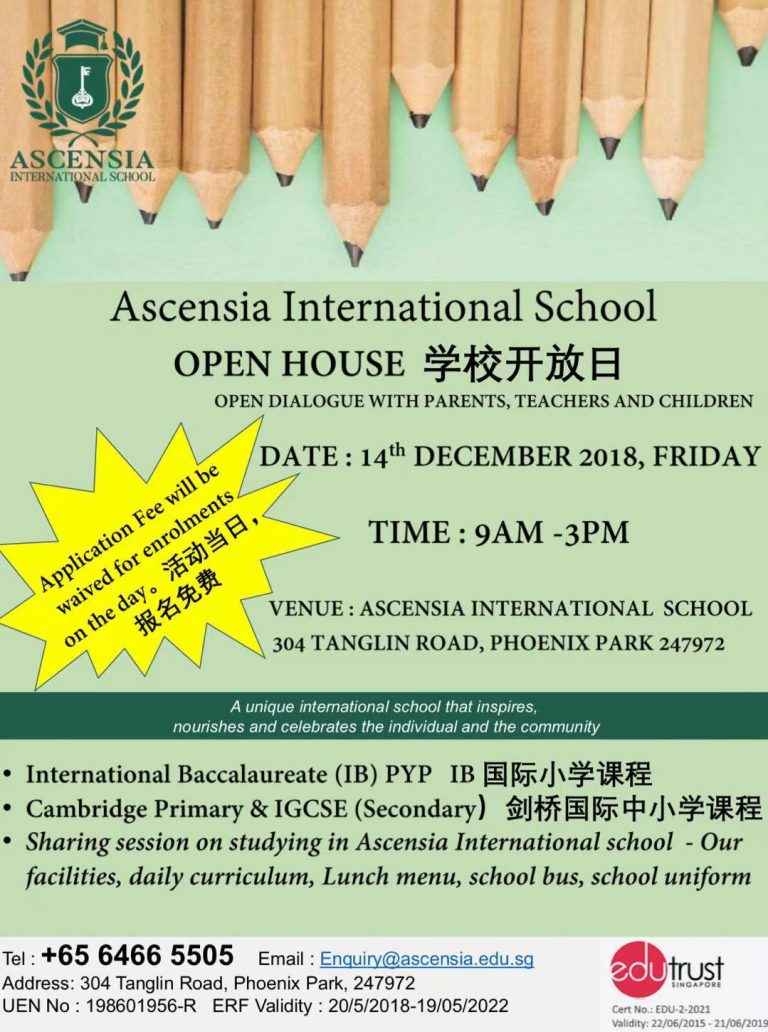 ASCENSIA
INTERNATIONAL SCHOOL
Ascensia International School
OPEN HOUSE 学校开放日
OPEN DIALOGUE WITH PARENTS, TEACHERS AND CHILDREN
DATE : 14th DECEMBER 2018, FRIDAY
TIME : 9AM -3PM
VENUE : ASCENSIA INTERNATIONAL SCHOOL
304 TANGLIN ROAD, PHOENIX PARK 247972
Application Fee will be
waived for enrolments
on the day。活动当日，
报名免费
A unique international school that inspires,
nourishes and celebrates the individual and the community
• International Baccalaureate (IB) PYP IB 国际小学课程
• Cambridge Primary & IGCSE (Secondary）剑桥国际中小学课程
• Sharing session on studying in Ascensia International school - Our
facilities, daily curriculum, Lunch menu, school bus, school uniform
Tel : +65 6466 5505 Email : Enquiry@ascensia.edu.sg
Address: 304 Tanglin Road, Phoenix Park, 247972
UEN No : 198601956-R ERF Validity : 20/5/2018-19/05/2022
edutrust
SINGAPORE
Cert No.: EDU-2-2021
Validity: 22/06/2015 - 21/06/2019